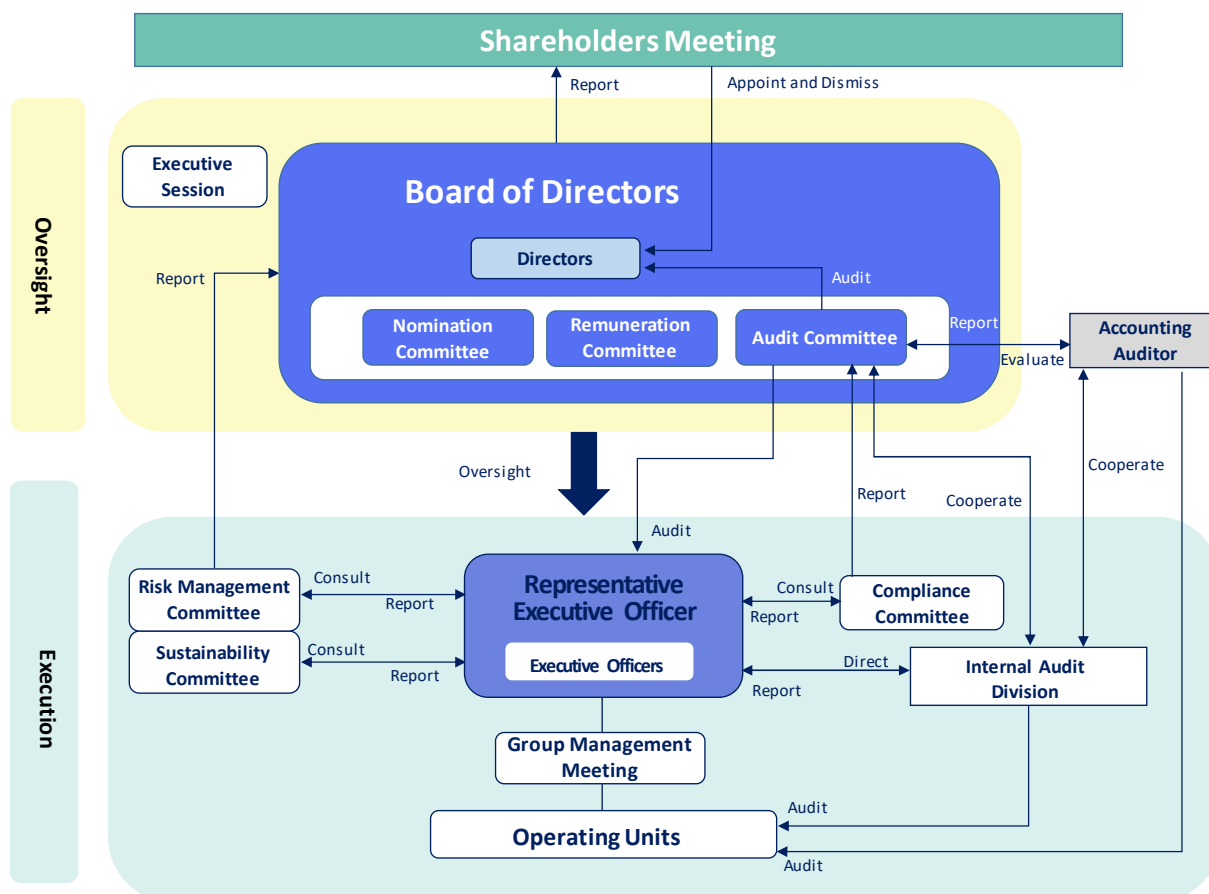 Shareholders Meeting
Report
Appoint and Dismiss
Oversight
Executive
Session
Board of Directors
Directors
Report
Audit
Nomination
Committee
Remuneration
Committee
Audit Committee
Report
Evaluate
Accounting
Auditor
Oversight
Cooperate
Report
Cooperate
Audit
Execution
Risk Management
Committee
Consult
Report
Representative
Executive Officer
Executive Officers
Consult
Report
Compliance
Committee
Sustainability
Committee
Consult
Report
Direct
Report
Internal Audit
Division
Group Management
Meeting
Audit
Operating Units
Audit